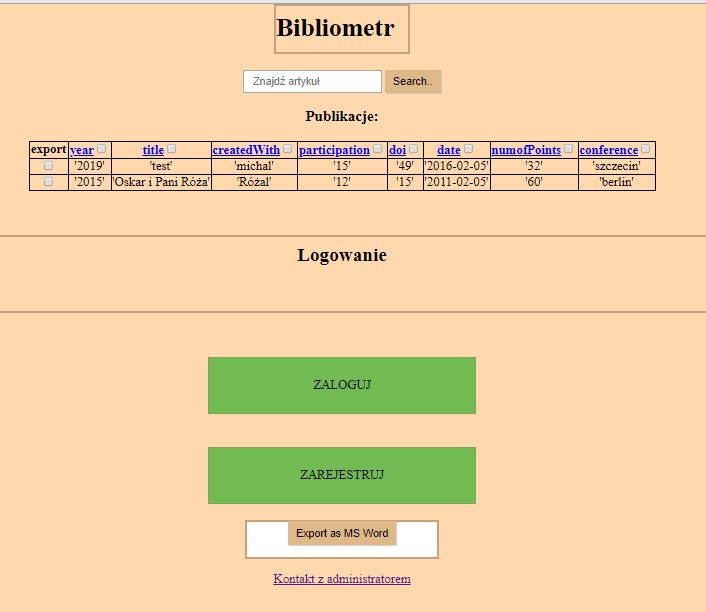 Bibliometr
Znajdź artykuł Search..
Publikacje:
export year title createdWith participation doi date numofPoints conference
'2019' 'test' 'michal' '15' '49' '2016-02-05' '32' 'szczecin'
'2015' 'Oskar i Pani Róża' 'Różal' '12' '15' '2011-02-05' '60' 'berlin'
Logowanie
ZALOGUJ
ZAREJESTRUJ
Export as MS Word
Kontakt z administratorem